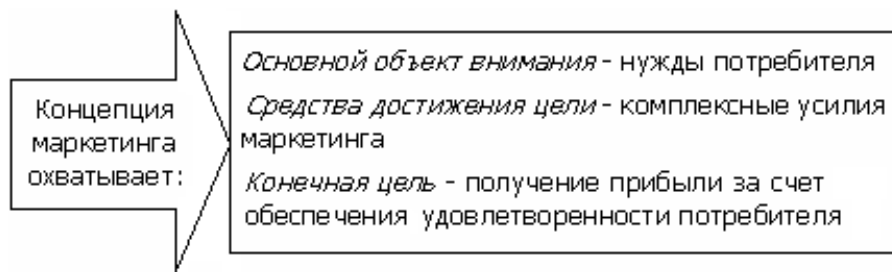 Концепция
маркетинга
охватывает:
Основной объект внимания - нужды потребителя
Средства достижения цели - комплексные усилия
маркетинга
Конечная цель - получение прибыли за счет
обеспечения удовлетворенности потребителя